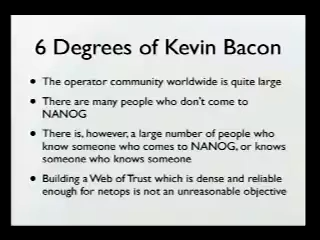 6 Degrees of Kevin Bacon
• The operator community worldwide is quite large
• There are many people who don't come to
NANOG
• There is, however, a large number of people who
know someone who comes to NANOG, or knows
someone who knows someone
• Building a Web of Trust which is dense and reliable
enough for netops is not an unreasonable objective